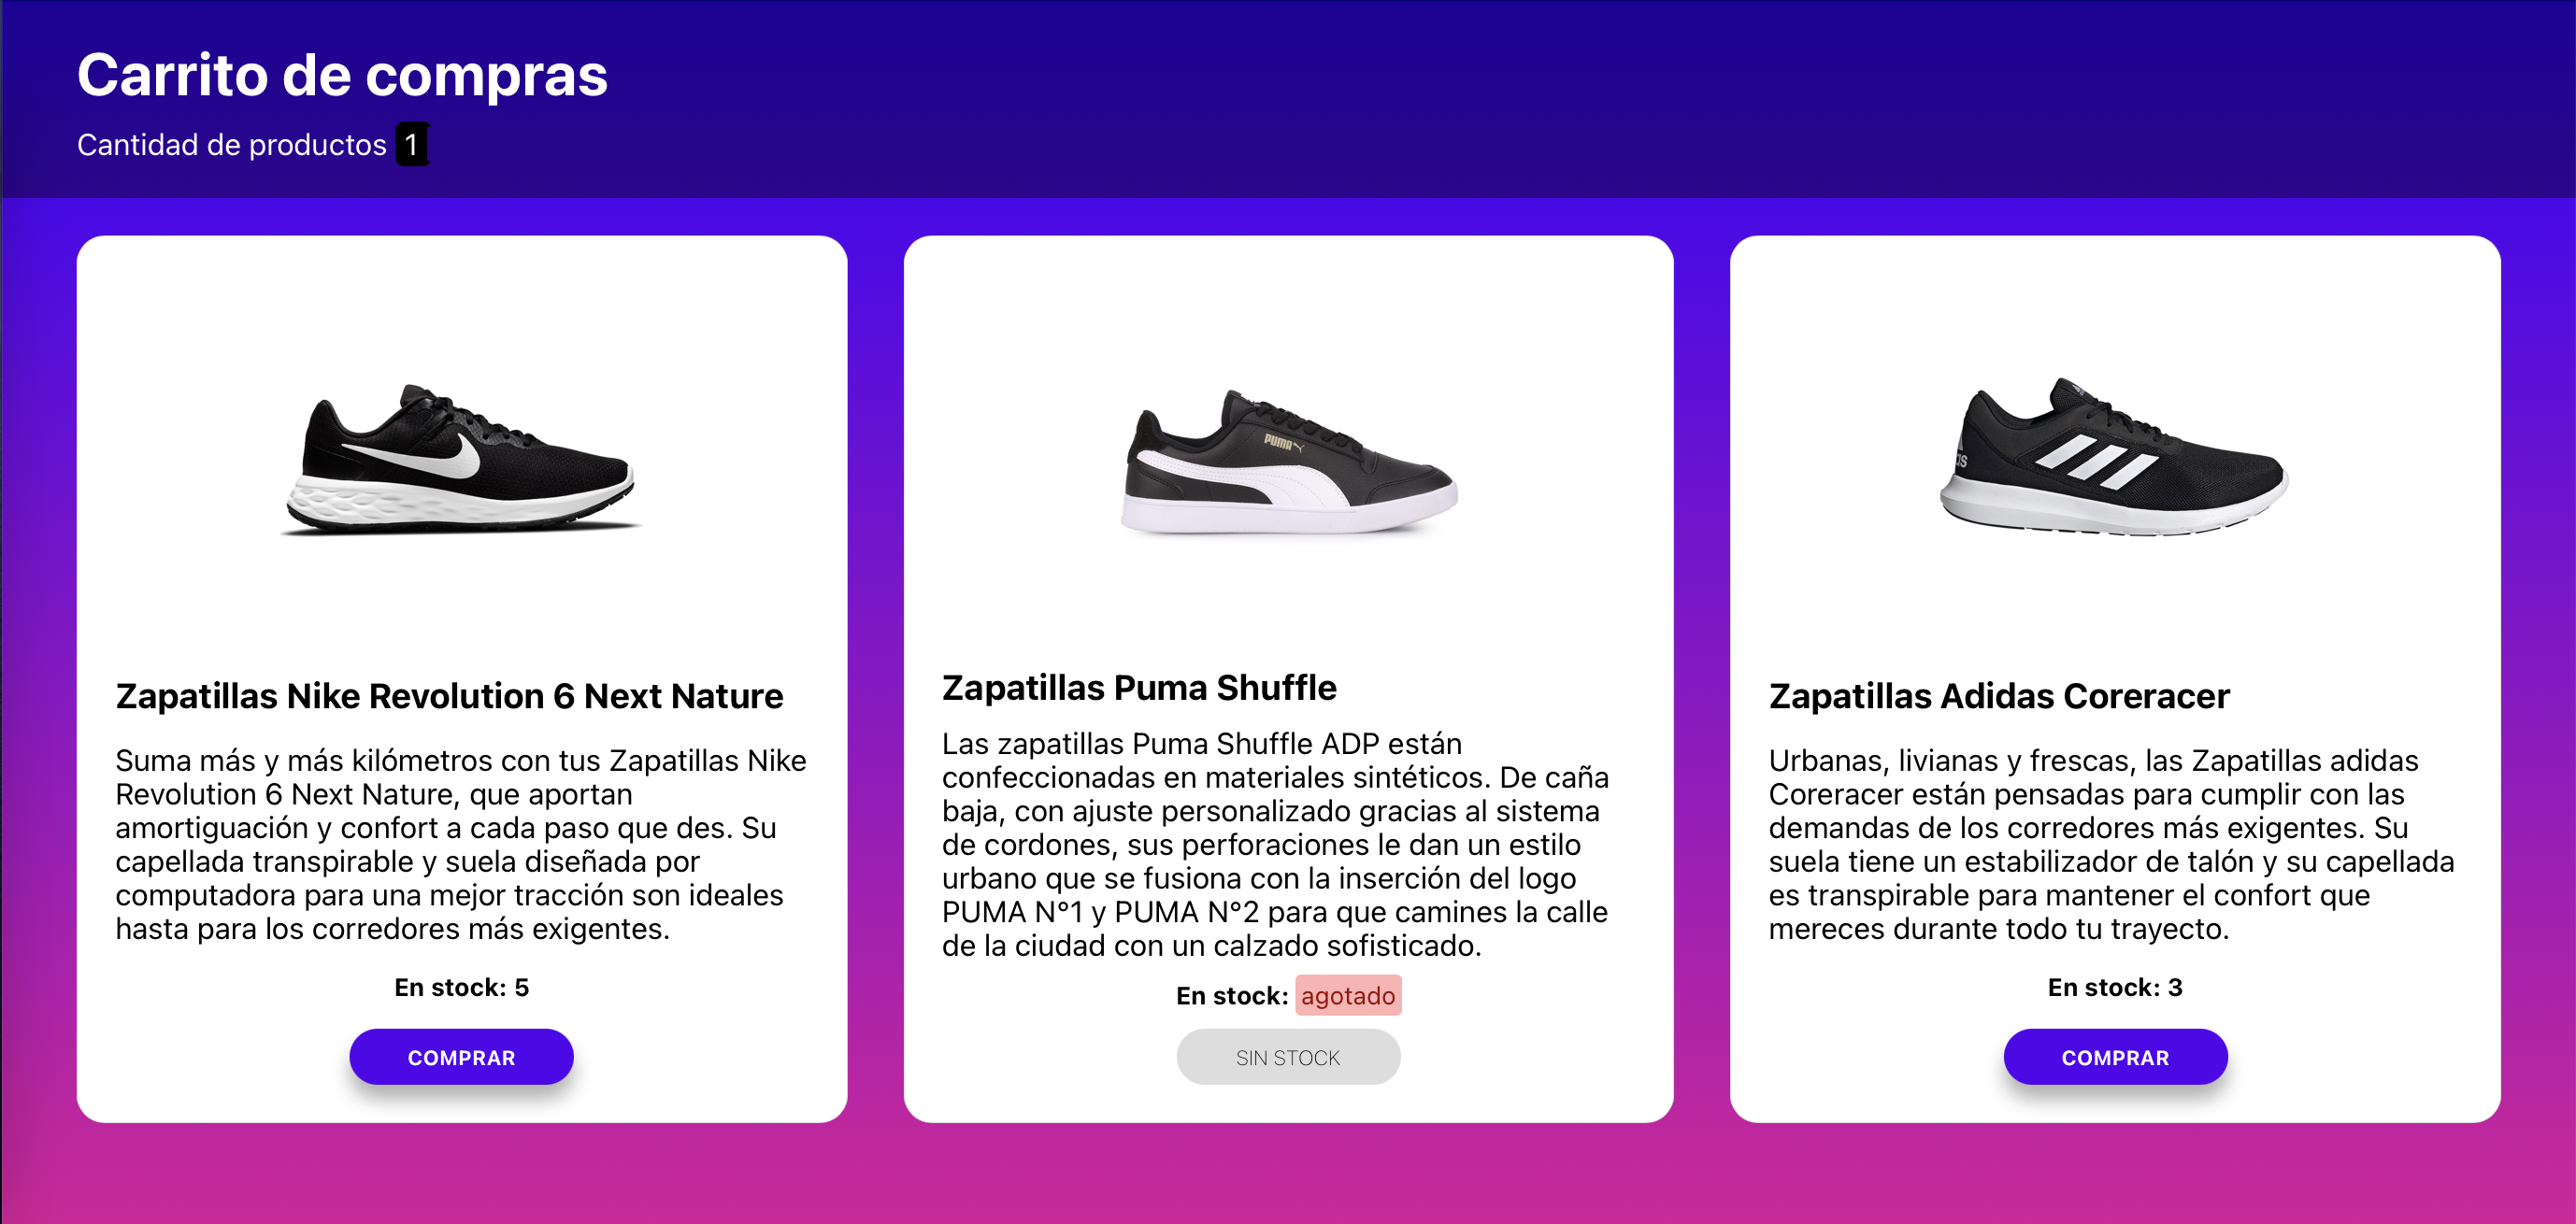 Carrito de compras
Cantidad de productos 1
PUMA
Zapatillas Nike Revolution 6 Next Nature
Suma más y más kilómetros con tus Zapatillas Nike
Revolution 6 Next Nature, que aportan
amortiguación y confort a cada paso que des. Su
capellada transpirable y suela diseñada por
computadora para una mejor tracción son ideales
hasta para los corredores más exigentes.
En stock: 5
COMPRAR
Zapatillas Puma Shuffle
Las zapatillas Puma Shuffle ADP están
confeccionadas en materiales sintéticos. De caña
baja, con ajuste personalizado gracias al sistema
de cordones, sus perforaciones le dan un estilo
urbano que se fusiona con la inserción del logo
PUMA N°1 y PUMA N°2 para que camines la calle
de la ciudad con un calzado sofisticado.
En stock: agotado
SIN STOCK
Zapatillas Adidas Coreracer
Urbanas, livianas y frescas, las Zapatillas adidas
Coreracer están pensadas para cumplir con las
demandas de los corredores más exigentes. Su
suela tiene un estabilizador de talón y su capellada
es transpirable para mantener el confort que
mereces durante todo tu trayecto.
En stock: 3
COMPRAR